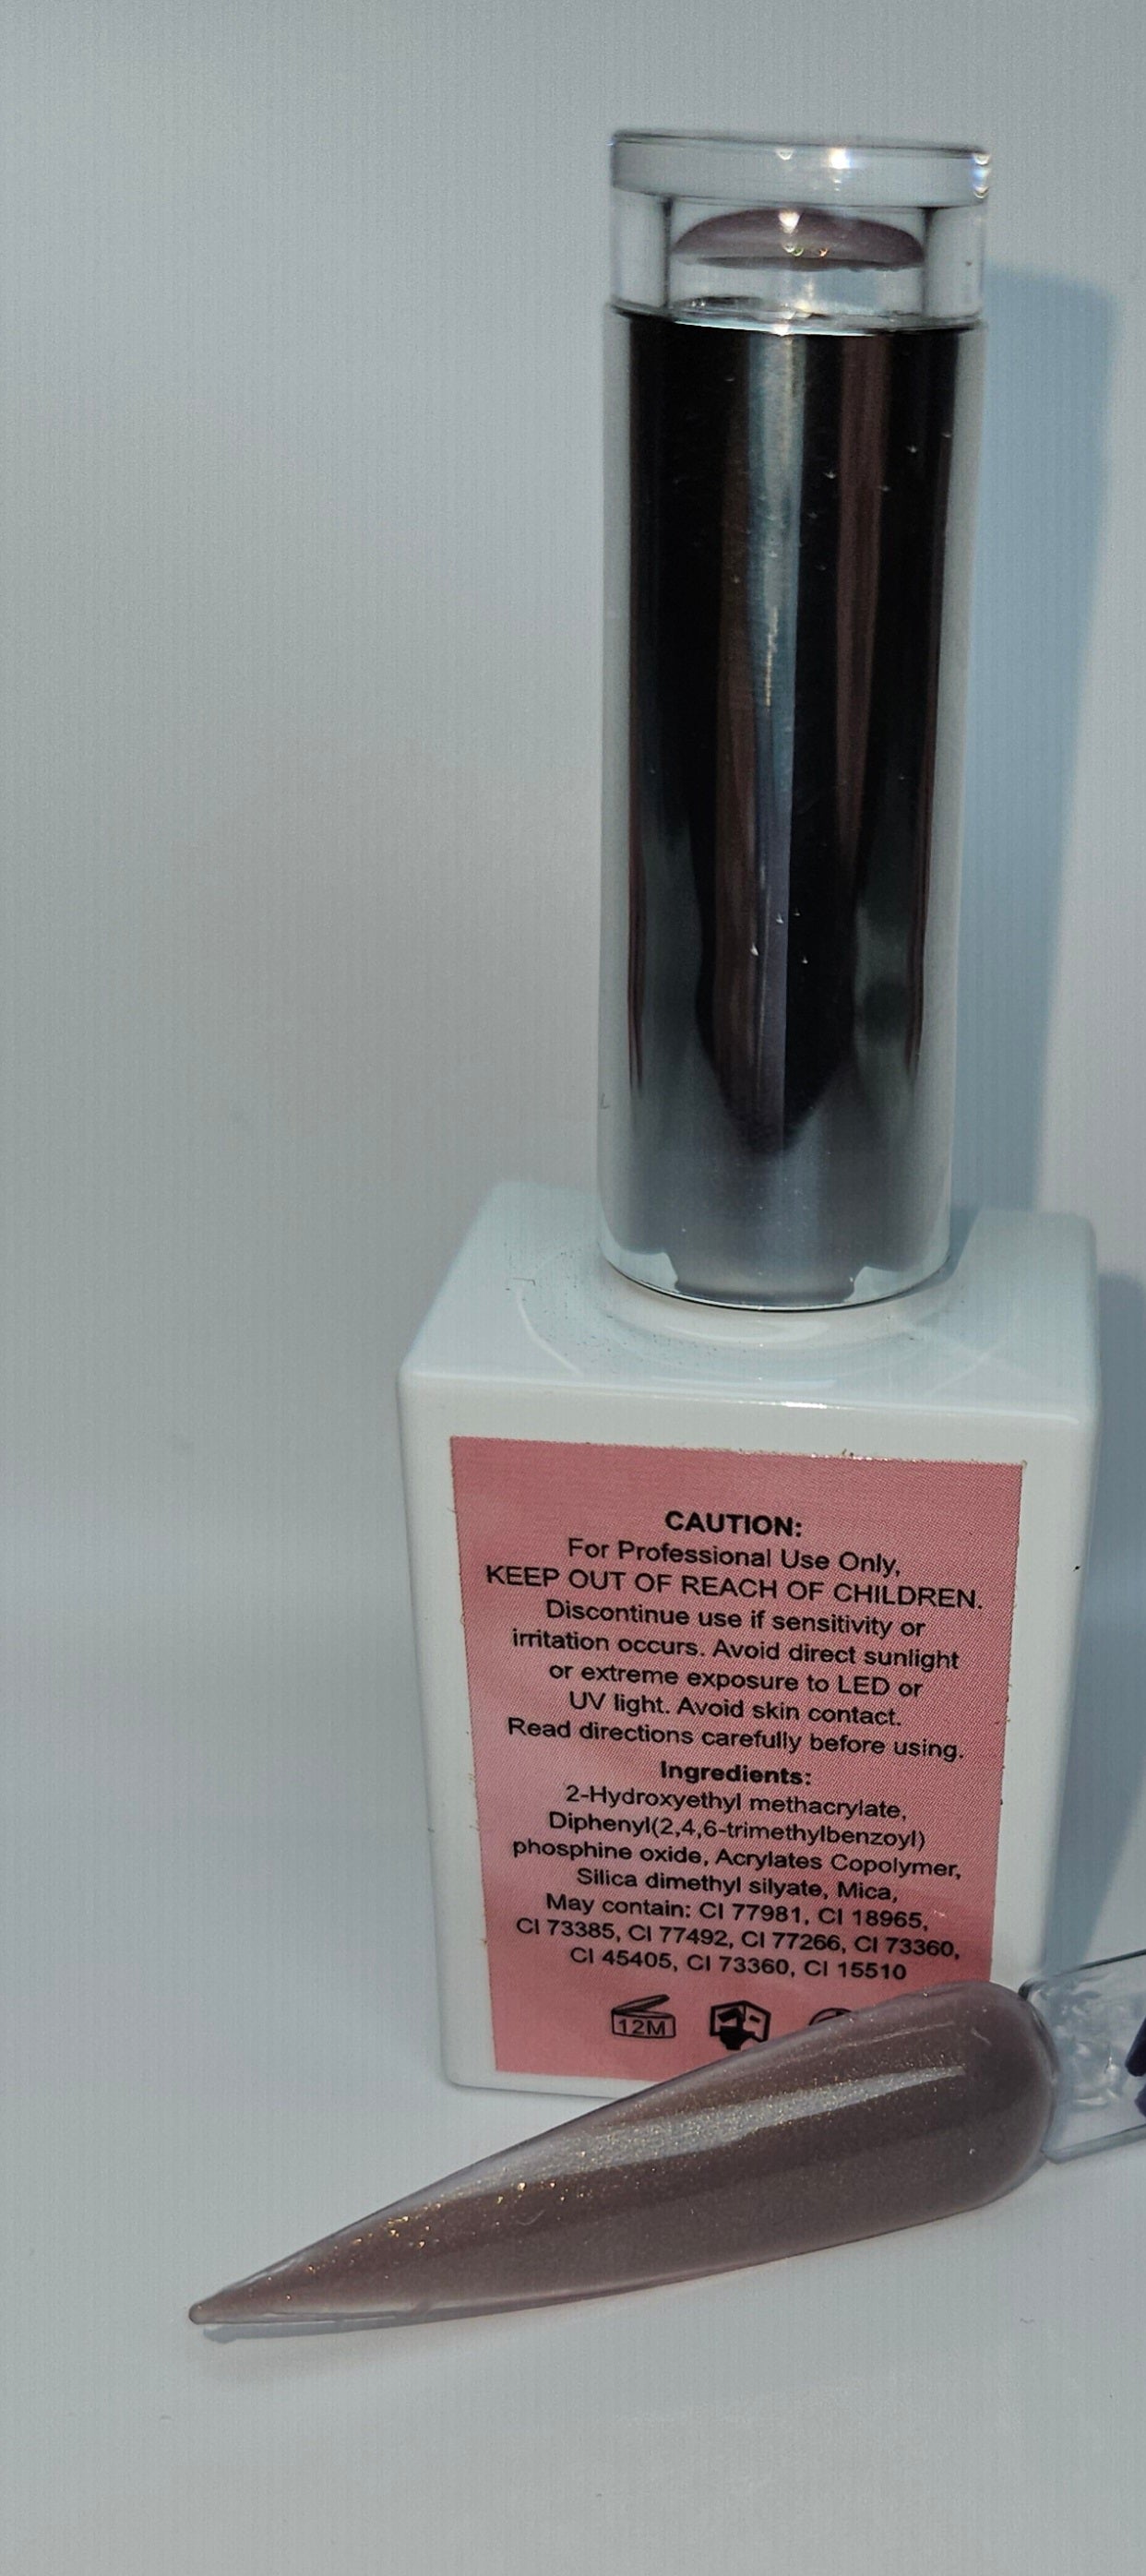 CAUTION:
For Professional Use Only,
KEEP OUT OF REACH OF CHILDREN.
Discontinue use if sensitivity or
irritation occurs. Avoid direct sunlight
or extreme exposure to LED or
UV light. Avoid skin contact.
Read directions carefully before using.
Ingredients:
2-Hydroxyethyl methacrylate,
Diphenyl(2,4,6-trimethylbenzoyl)
phosphine oxide, Acrylates Copolymer,
Silica dimethyl silyate, Mica,
May contain: CI 77981, CI 18965,
CI 73385, CI 77492, CI 77266, CI 73360,
CI 45405, CI 73360, CI 15510
12M